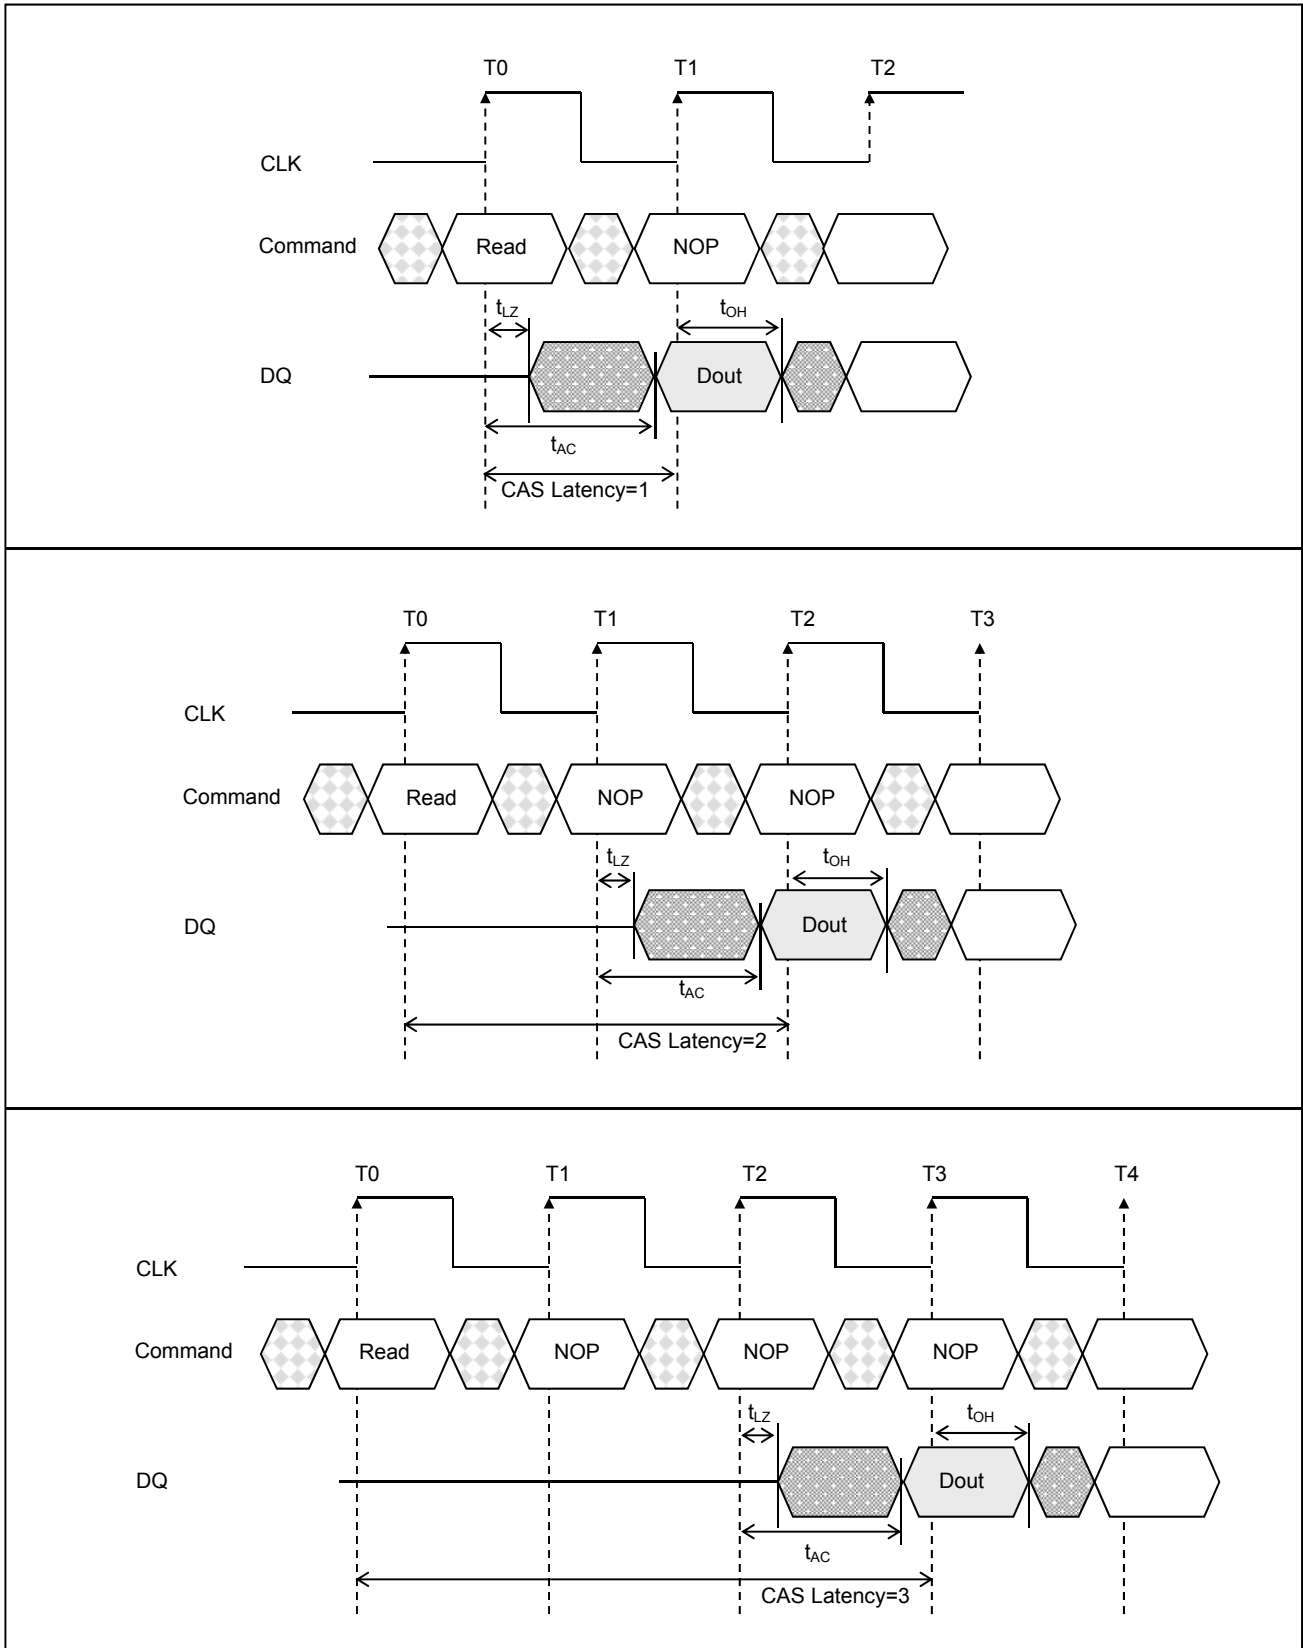 T0 T1 T2
CLK
Command Read NOP
tLZ tOH
DQ Dout
tAC
CAS Latency=1
T0 T1 T2 T3
CLK
Command Read NOP NOP
tLZ tOH
DQ Dout
tAC
CAS Latency=2
T0 T1 T2 T3 T4
CLK
Command Read NOP NOP NOP
tLZ tOH
DQ Dout
tAC
CAS Latency=3